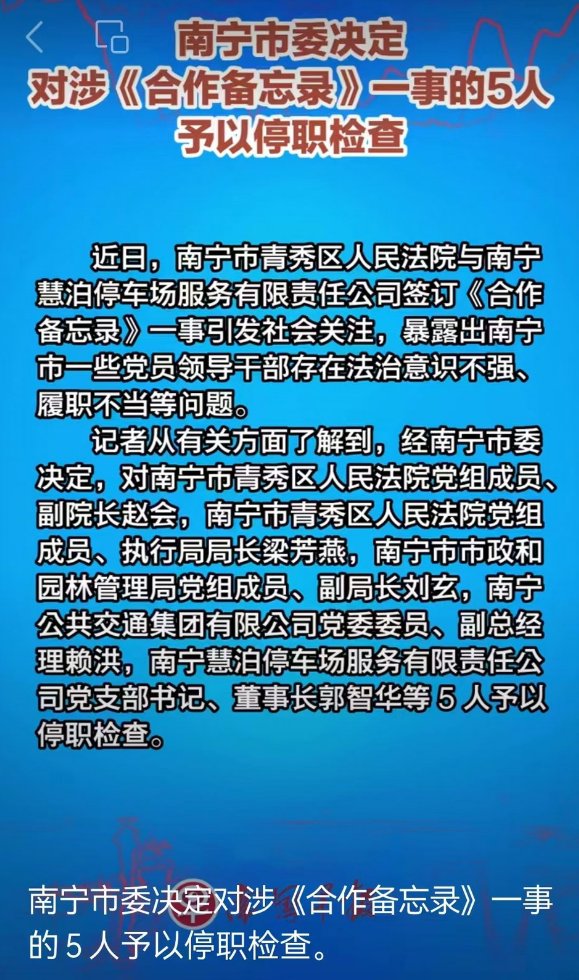 南宁市委决定
对涉《合作备忘录》一事的5人
予以停职检查
近日，南宁市青秀区人民法院与南宁
慧泊停车场服务有限责任公司签订《合作
备忘录》一事引发社会关注，暴露出南宁
市一些党员领导干部存在法治意识不强、
履职不当等问题。
记者从有关方面了解到，经南宁市委
决定，对南宁市青秀区人民法院党组成员、
副院长赵会，南宁市青秀区人民法院党组
成员、执行局局长梁芳燕，南宁市市政和
园林管理局党组成员、副局长刘玄，南宁
公共交通集团有限公司党委委员、副总经
理赖洪，南宁慧泊停车场服务有限责任公
司党支部书记、董事长郭智华等5人予以
停职检查。
南宁市委决定对涉《合作备忘录》一事
的5人予以停职检查。